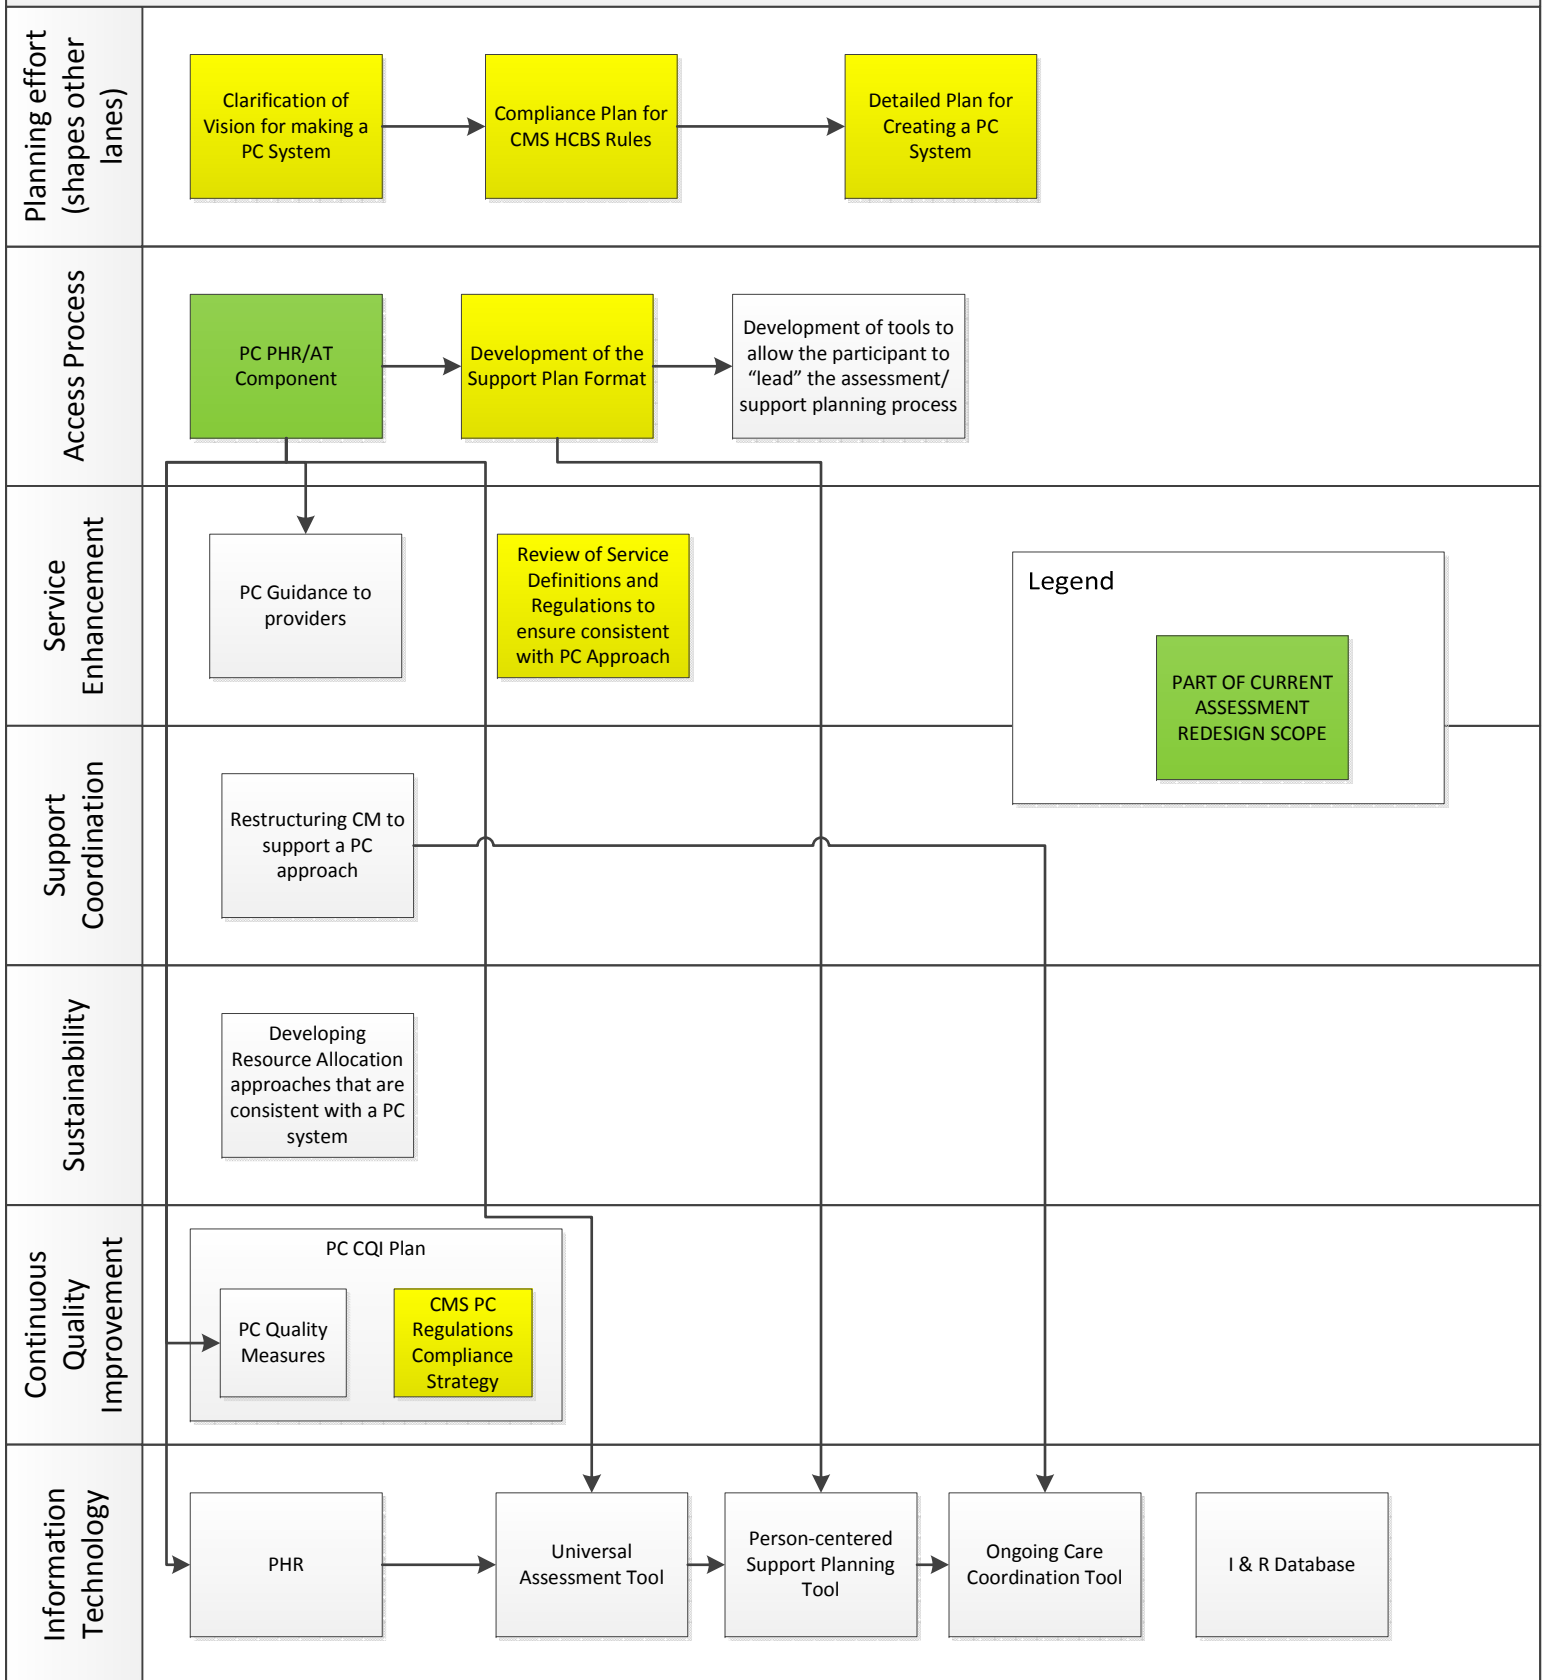 Planning effort
(shapes other
lanes)
Clarification of
Vision for making a
PC System
Compliance Plan for
CMS HCBS Rules
Detailed Plan for
Creating a PC
System
Access Process
PC PHR/AT
Component
Development of the
Support Plan Format
Development of tools to
allow the participant to
“lead” the assessment/
support planning process
Service
Enhancement
PC Guidance to
providers
Review of Service
Definitions and
Regulations to
ensure consistent
with PC Approach
Legend
PART OF CURRENT
ASSESSMENT
REDESIGN SCOPE
Support
Coordination
Restructuring CM to
support a PC
approach
Sustainability
Developing
Resource Allocation
approaches that are
consistent with a PC
system
Continuous
Quality
Improvement
PC CQI Plan
PC Quality
Measures
CMS PC
Regulations
Compliance
Strategy
Information
Technology
PHR
Universal
Assessment Tool
Person-centered
Support Planning
Tool
Ongoing Care
Coordination Tool
I & R Database